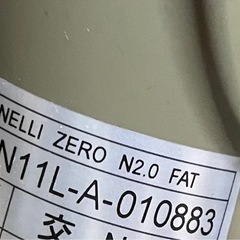 NELLI ZERO N2.0 FAT
N11L-A-010883
交 N